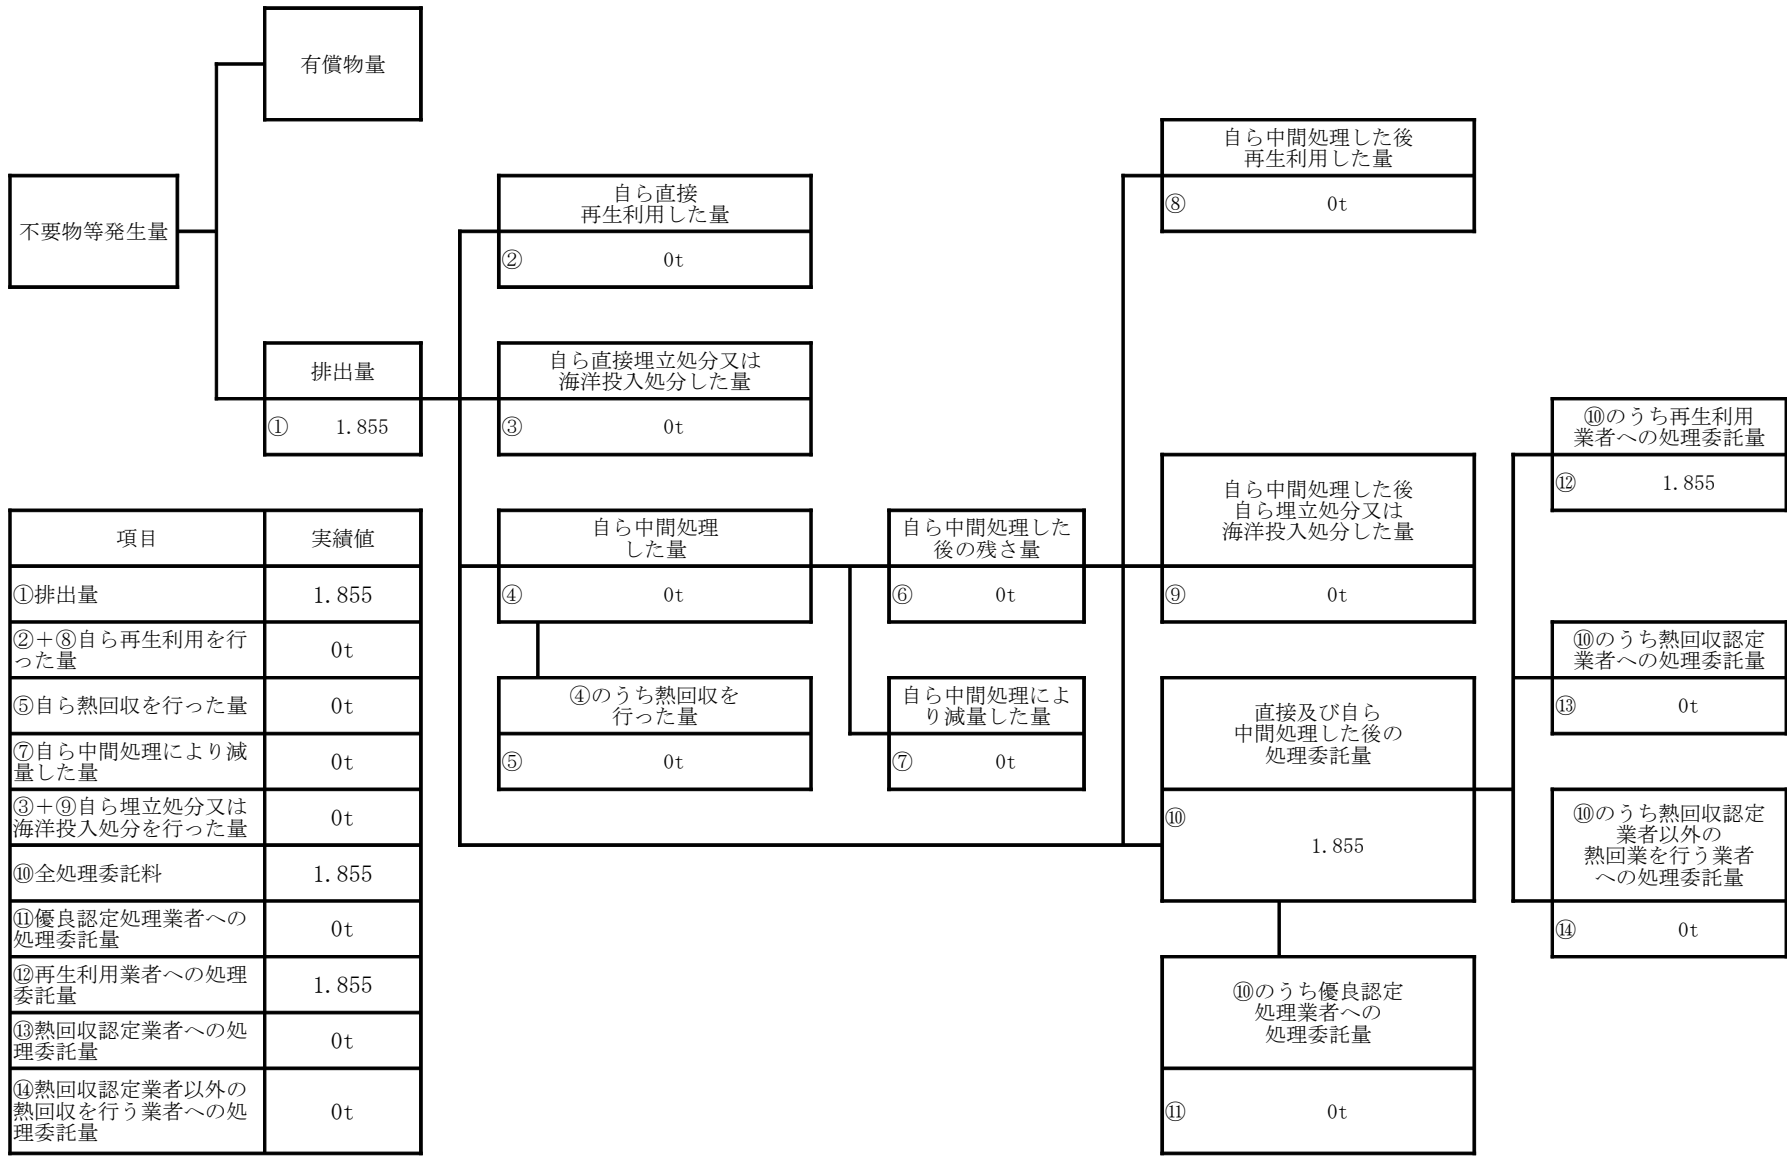 有償物量
不要物等発生量
排出量
① 1.855
自ら直接
再生利用した量
② 0t
自ら直接埋立処分又は
海洋投入処分した量
③ 0t
自ら中間処理
した量
④ 0t
④のうち熱回収を
行った量
⑤ 0t
自ら中間処理した
後の残さ量
⑥ 0t
自ら中間処理によ
り減量した量
⑦ 0t
自ら中間処理した後
再生利用した量
⑧ 0t
自ら中間処理した後
自ら埋立処分又は
海洋投入処分した量
⑨ 0t
直接及び自ら
中間処理した後の
処理委託量
⑩
1.855
⑩のうち優良認定
処理業者への
処理委託量
⑪ 0t
⑩のうち再生利用
業者への処理委託量
⑫ 1.855
⑩のうち熱回収認定
業者への処理委託量
⑬ 0t
⑩のうち熱回収認定
業者以外の
熱回業を行う業者
への処理委託量
⑭ 0t
項目 実績値
①排出量 1.855
②＋⑧自ら再生利用を行
った量 0t
⑤自ら熱回収を行った量 0t
⑦自ら中間処理により減
量した量 0t
③＋⑨自ら埋立処分又は
海洋投入処分を行った量 0t
⑩全処理委託料 1.855
⑪優良認定処理業者への
処理委託量 0t
⑫再生利用業者への処理
委託量 1.855
⑬熱回収認定業者への処
理委託量 0t
⑭熱回収認定業者以外の
熱回収を行う業者への処
理委託量 0t